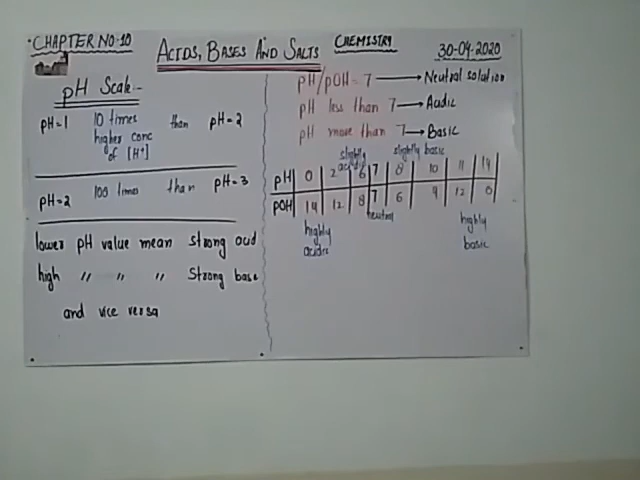 CHAPTER NO: 10
ACIDS, BASES AND SALTS
CHEMISTRY
30-04-2020
pH Scale:-
pH=1 10 times higher conc of [H+] than pH=2
pH=2 100 times than pH=3
lower pH value mean strong acid
high " " " Strong base
and vice versa
pH/pOH = 7 → Neutral solution
pH less than 7 → Acidic
pH more than 7 → Basic
slightly acidic slightly basic
pH 0 2 6 7 8 10 11 14
POH 14 12 8 7 6 9 12 0
neutral
highly acidic
highly basic